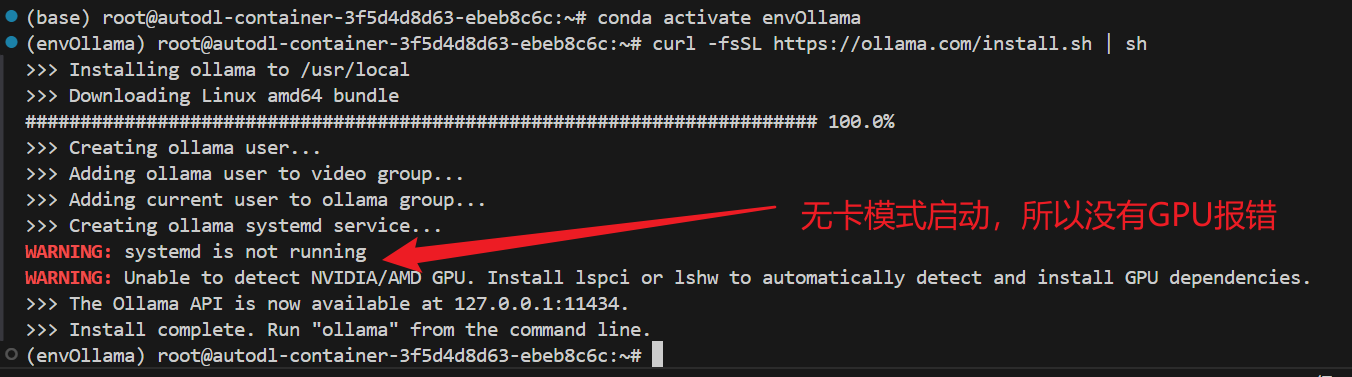 (base) root@autodl-container-3f5d4d8d63-ebeb8c6c:~# conda activate envOllama
(envOllama) root@autodl-container-3f5d4d8d63-ebeb8c6c:~# curl -fsSL https://ollama.com/install.sh | sh
>>> Installing ollama to /usr/local
>>> Downloading Linux amd64 bundle
######################################################################## 100.0%
>>> Creating ollama user...
>>> Adding ollama user to video group...
>>> Adding current user to ollama group...
>>> Creating ollama systemd service...
无卡模式启动，所以没有GPU报错
WARNING: systemd is not running
WARNING: Unable to detect NVIDIA/AMD GPU. Install lspci or lshw to automatically detect and install GPU dependencies.
>>> The Ollama API is now available at 127.0.0.1:11434.
>>> Install complete. Run "ollama" from the command line.
(envOllama) root@autodl-container-3f5d4d8d63-ebeb8c6c:~#